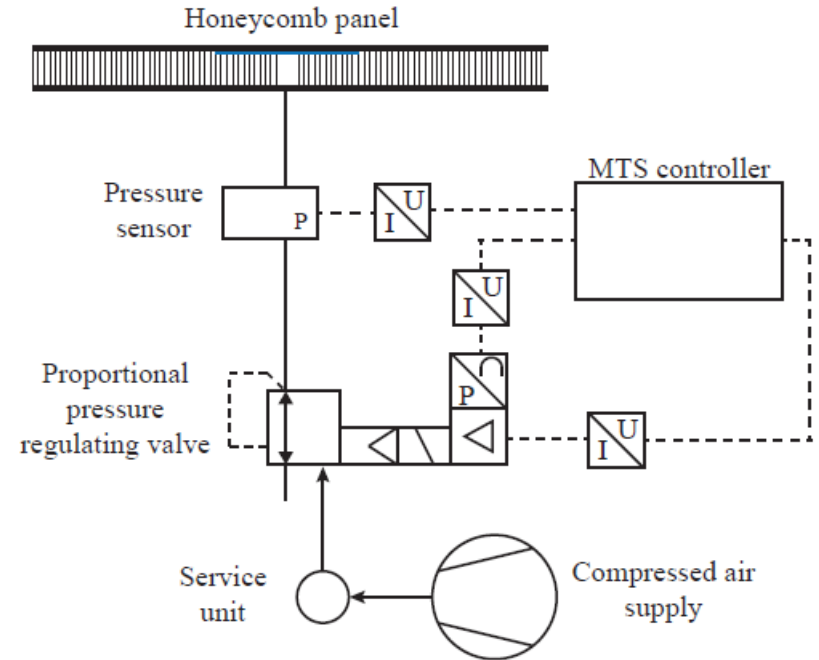 Honeycomb panel
MTS controller
Pressure
sensor
P
U
I
U
I
Proportional
pressure
regulating valve
P
U
I
Service
unit
Compressed air
supply